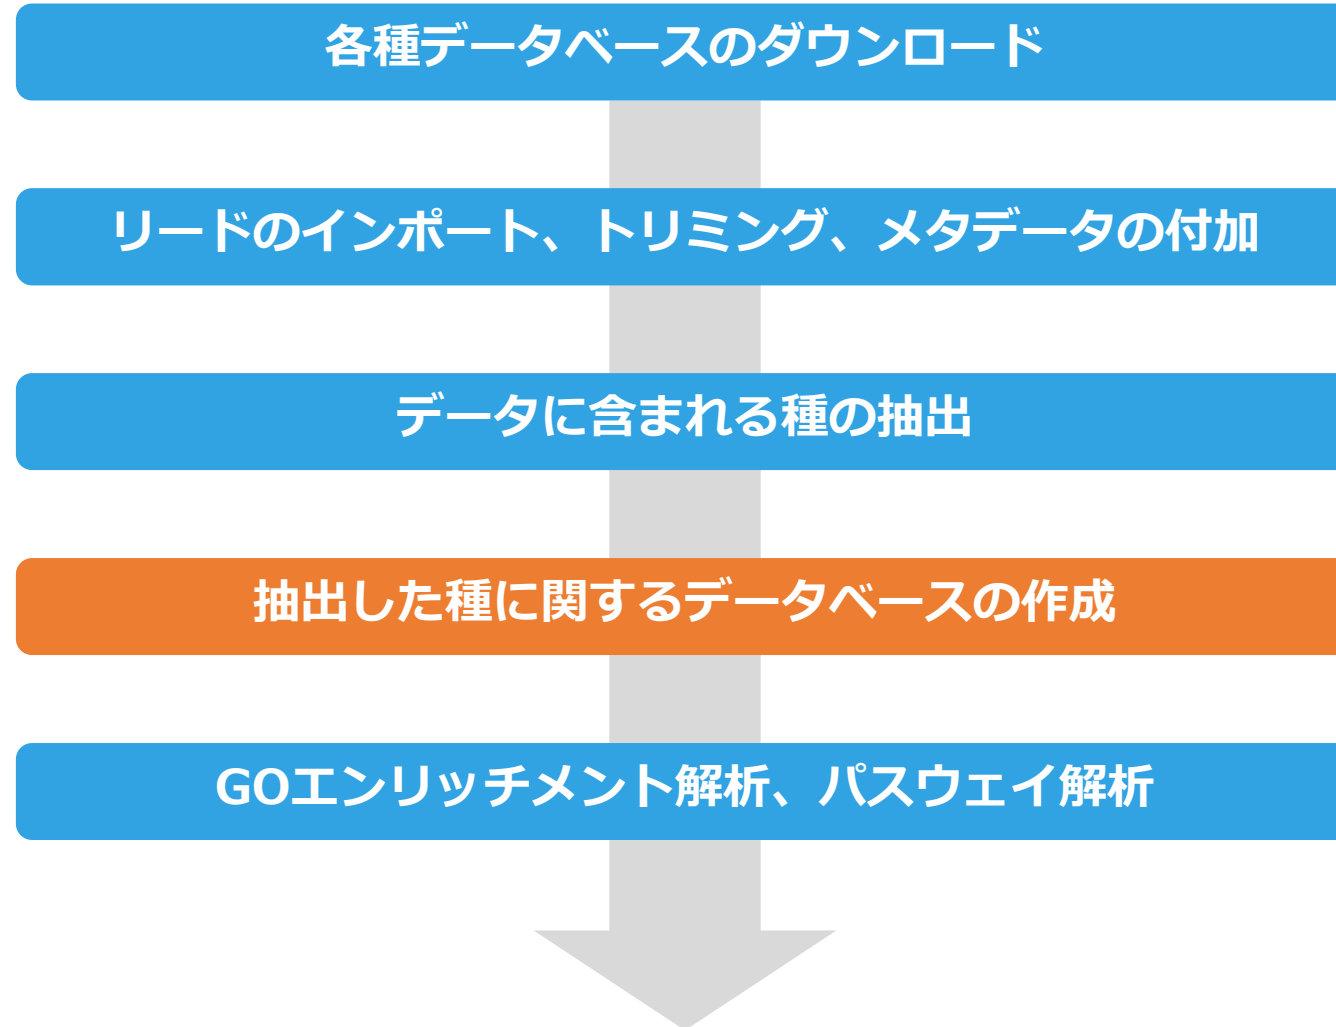 各種データベースのダウンロード
リードのインポート、トリミング、メタデータの付加
データに含まれる種の抽出
抽出した種に関するデータベースの作成
GOエンリッチメント解析、パスウェイ解析